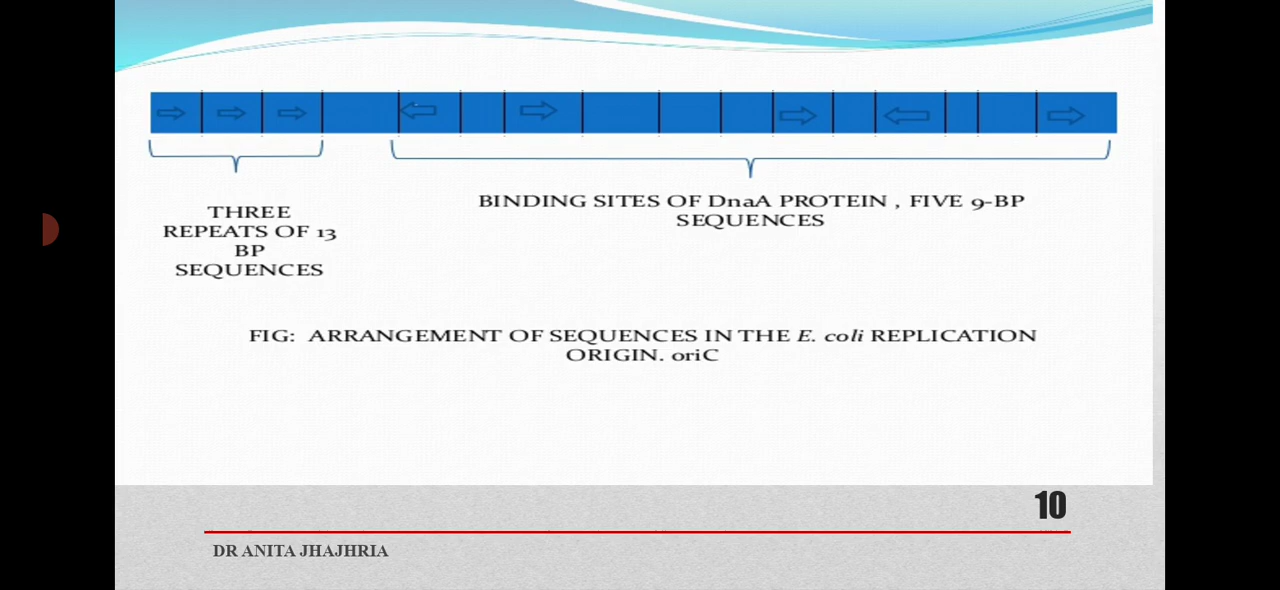 THREE
REPEATS OF 13
BP
SEQUENCES
BINDING SITES OF DnaA PROTEIN , FIVE 9-BP
SEQUENCES
FIG: ARRANGEMENT OF SEQUENCES IN THE E. coli REPLICATION
ORIGIN. oriC
10
DR ANITA JHAJHRIA